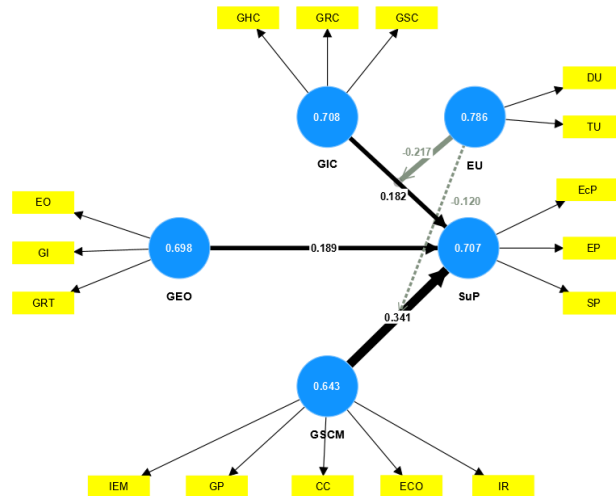 GHC
GRC
GSC
DU
0.708
0.786
TU
GIC
EU
-0.217
0.182
-0.120
EcP
EO
GI
0.698
0.189
0.707
EP
GRT
GEO
SuP
SP
0.341
0.643
GSCM
IEM
GP
CC
ECO
IR